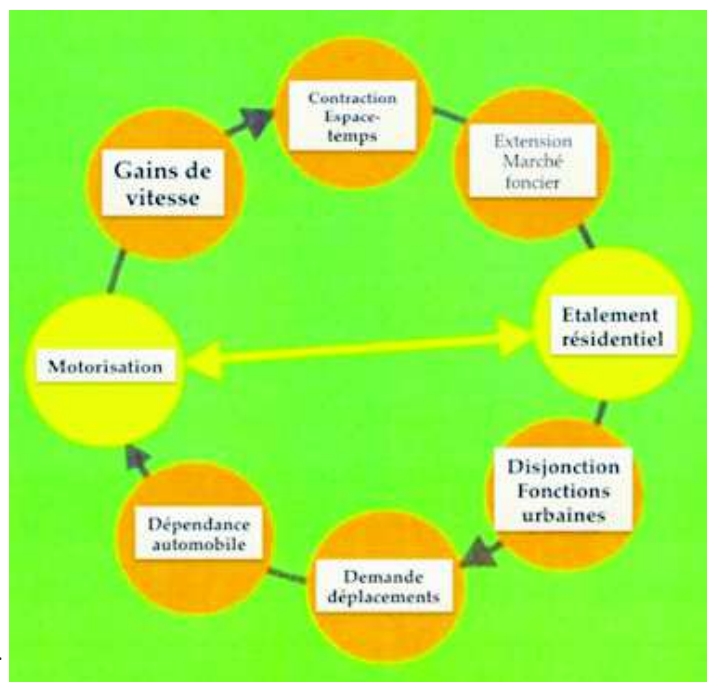 Contraction
Espace-
temps
Extension
Marché
foncier
Gains de
vitesse
Etalement
résidentiel
Motorisation
Disjonction
Fonctions
urbaines
Dépendance
automobile
Demande
déplacements